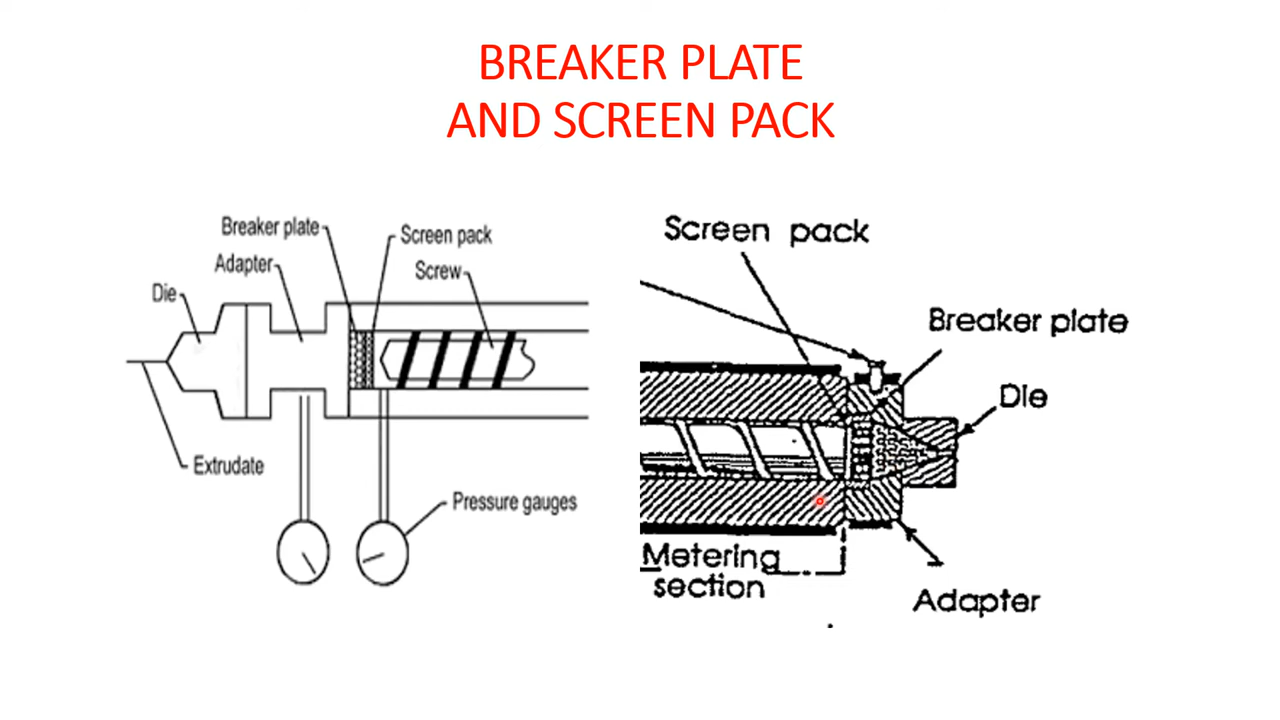 BREAKER PLATE
AND SCREEN PACK
Breaker plate
Screen pack
Adapter
Screw
Die
Extrudate
Pressure gauges
Screen pack
Breaker plate
Die
Metering
section
Adapter